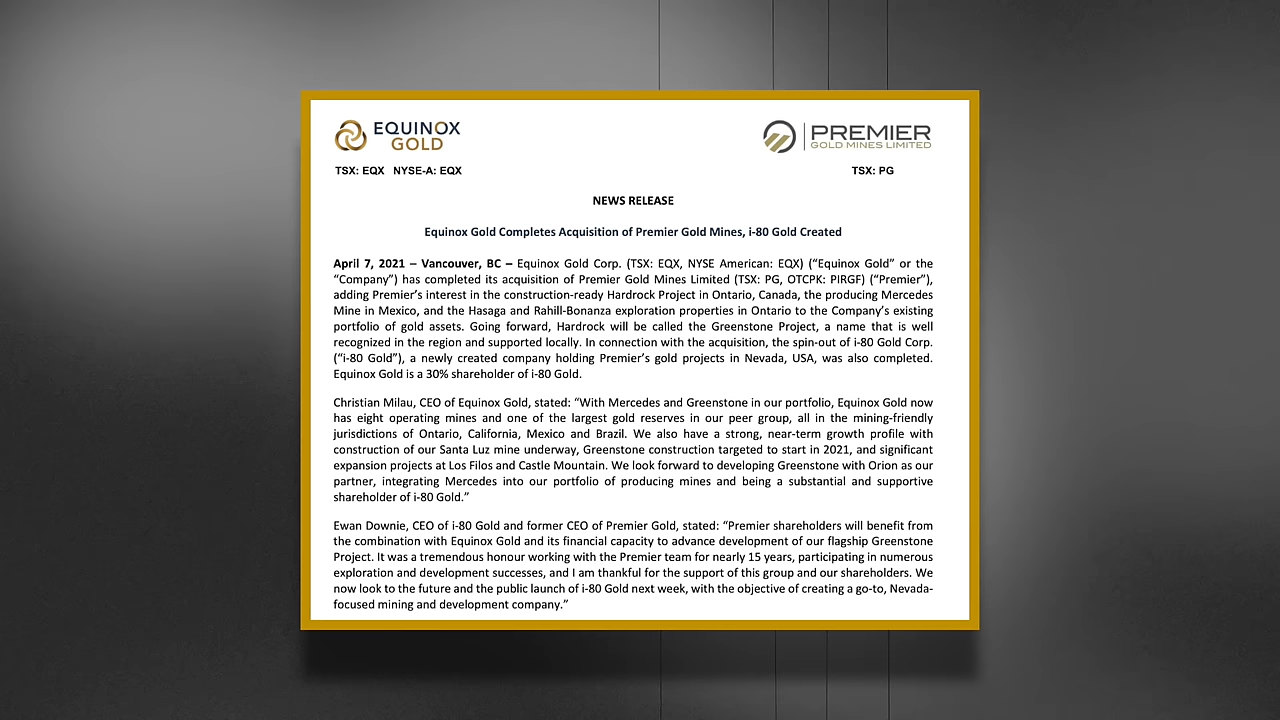 EQUINOX
GOLD
PREMIER
GOLD MINES LIMITED
TSX: EQX NYSE-A: EQX
TSX: PG
NEWS RELEASE
Equinox Gold Completes Acquisition of Premier Gold Mines, i-80 Gold Created
April 7, 2021 – Vancouver, BC – Equinox Gold Corp. (TSX: EQX, NYSE American: EQX) (“Equinox Gold” or the
“Company”) has completed its acquisition of Premier Gold Mines Limited (TSX: PG, OTCPK: PIRGF) (“Premier”),
adding Premier’s interest in the construction-ready Hardrock Project in Ontario, Canada, the producing Mercedes
Mine in Mexico, and the Hasaga and Rahill-Bonanza exploration properties in Ontario to the Company’s existing
portfolio of gold assets. Going forward, Hardrock will be called the Greenstone Project, a name that is well
recognized in the region and supported locally. In connection with the acquisition, the spin-out of i-80 Gold Corp.
(“i-80 Gold”), a newly created company holding Premier’s gold projects in Nevada, USA, was also completed.
Equinox Gold is a 30% shareholder of i-80 Gold.
Christian Milau, CEO of Equinox Gold, stated: “With Mercedes and Greenstone in our portfolio, Equinox Gold now
has eight operating mines and one of the largest gold reserves in our peer group, all in the mining-friendly
jurisdictions of Ontario, California, Mexico and Brazil. We also have a strong, near-term growth profile with
construction of our Santa Luz mine underway, Greenstone construction targeted to start in 2021, and significant
expansion projects at Los Filos and Castle Mountain. We look forward to developing Greenstone with Orion as our
partner, integrating Mercedes into our portfolio of producing mines and being a substantial and supportive
shareholder of i-80 Gold.”
Ewan Downie, CEO of i-80 Gold and former CEO of Premier Gold, stated: “Premier shareholders will benefit from
the combination with Equinox Gold and its financial capacity to advance development of our flagship Greenstone
Project. It was a tremendous honour working with the Premier team for nearly 15 years, participating in numerous
exploration and development successes, and I am thankful for the support of this group and our shareholders. We
now look to the future and the public launch of i-80 Gold next week, with the objective of creating a go-to, Nevada-
focused mining and development company.”